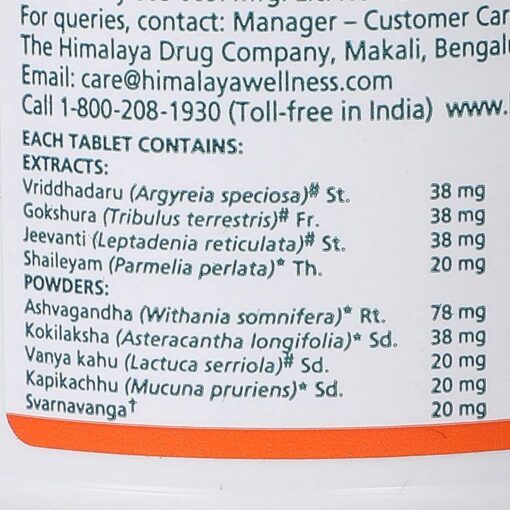 For queries, contact: Manager – Customer Car
The Himalaya Drug Company, Makali, Bengal
Email: care@himalayawellness.com
Call 1-800-208-1930 (Toll-free in India) www.
EACH TABLET CONTAINS:
EXTRACTS:
Vriddhadaru (Argyreia speciosa)# St. 38 mg
Gokshura (Tribulus terrestris)# Fr. 38 mg
Jeevanti (Leptadenia reticulata)# St. 38 mg
Shaileyam (Parmelia perlata)* Th. 20 mg
POWDERS:
Ashvagandha (Withania somnifera)* Rt. 78 mg
Kokilaksha (Asteracantha longifolia)* Sd. 38 mg
Vanya kahu (Lactuca serriola)# Sd. 20 mg
Kapikachhu (Mucuna pruriens)* Sd. 20 mg
Svarnavanga† 20 mg